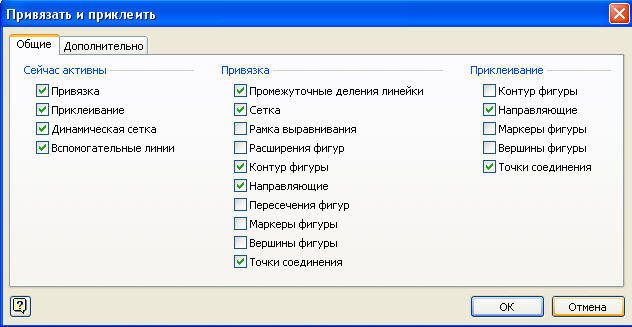 Привязать и приклеить
Общие
Дополнительно
Сейчас активны
Привязка
Приклеивание
Динамическая сетка
Вспомогательные линии
Привязка
Промежуточные деления линейки
Сетка
Рамка выравнивания
Расширения фигур
Контур фигуры
Направляющие
Пересечения фигур
Маркеры фигуры
Вершины фигуры
Точки соединения
Приклеивание
Контур фигуры
Направляющие
Маркеры фигуры
Вершины фигуры
Точки соединения
?
ОК
Отмена